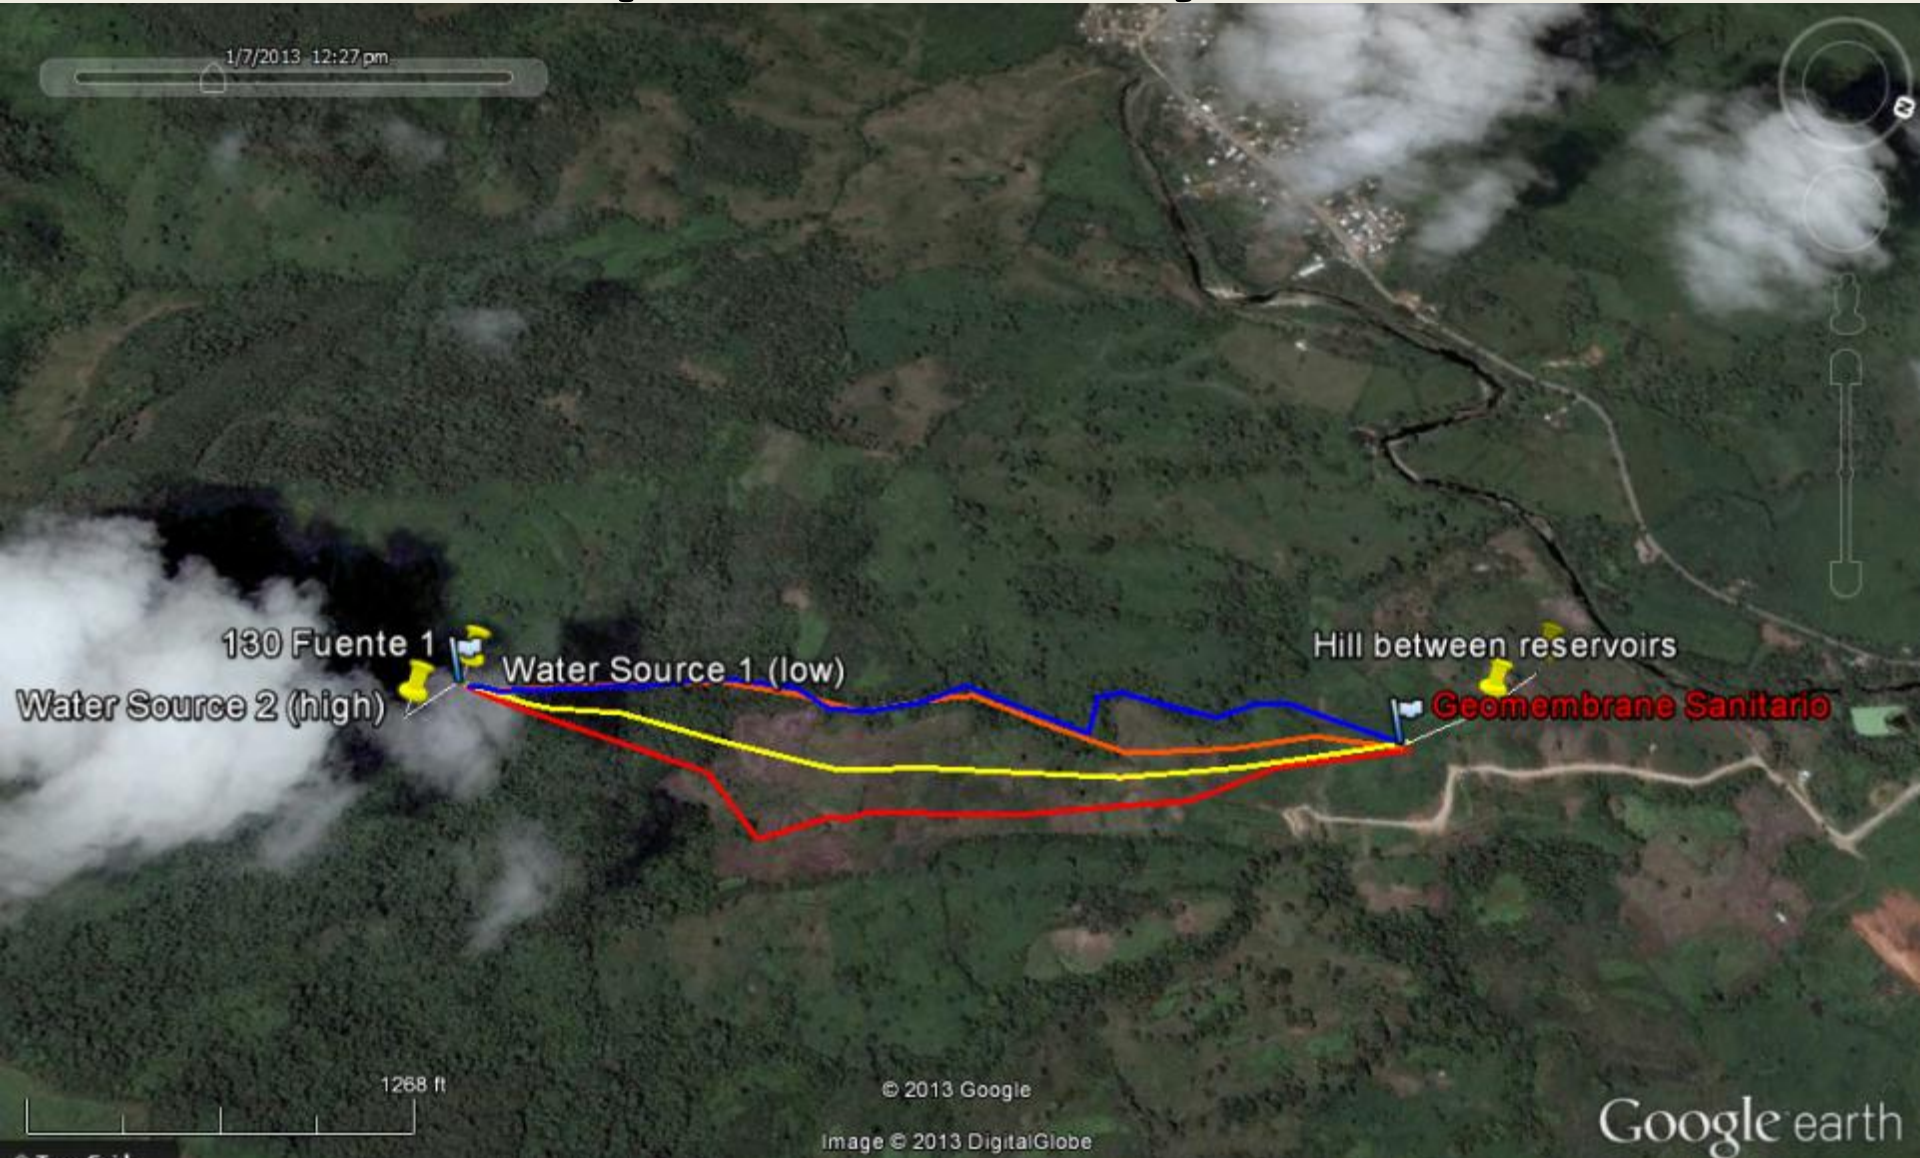 1/7/2013 12:27 pm
N
130 Fuente 1
Water Source 1 (low)
Water Source 2 (high)
Hill between reservoirs
Geomembrane Sanitario
1268 ft
© 2013 Google
Image © 2013 DigitalGlobe
Google earth